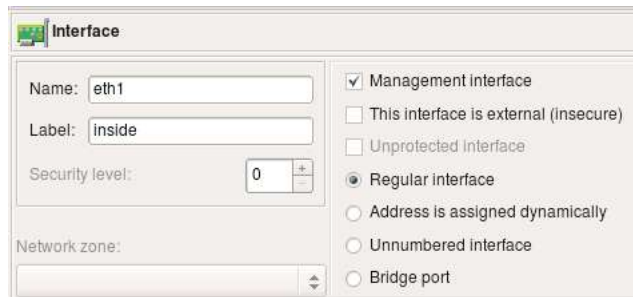 Interface
Name: eth1
Label: inside
Security level: 0
Network zone:
Management interface
This interface is external (insecure)
Unprotected interface
Regular interface
Address is assigned dynamically
Unnumbered interface
Bridge port